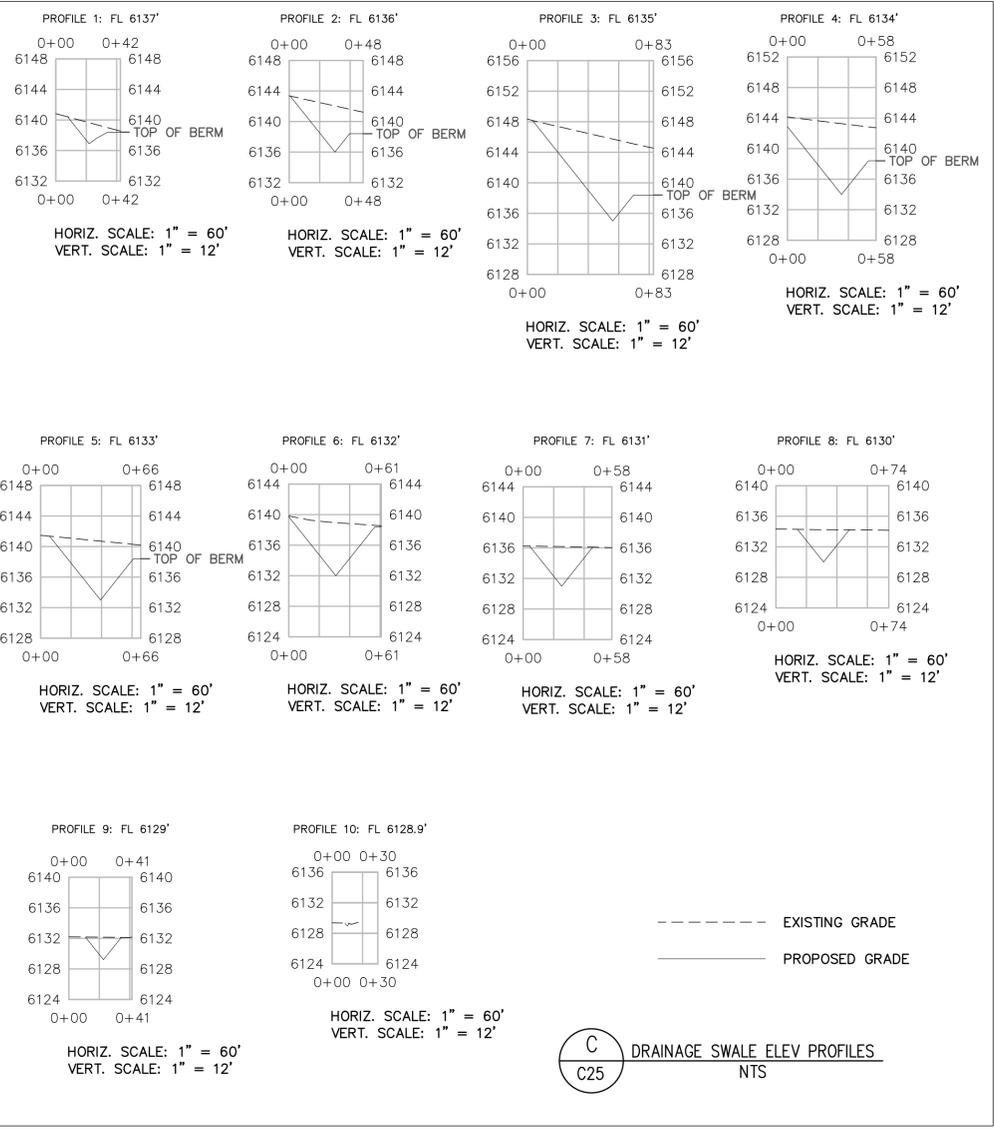 PROFILE 1: FL 6137'
0+00 0+42
6148 6148
6144 6144
6140 6140
TOP OF BERM
6136 6136
6132 6132
0+00 0+42
HORIZ. SCALE: 1" = 60'
VERT. SCALE: 1" = 12'
PROFILE 2: FL 6136'
0+00 0+48
6148 6148
6144 6144
6140 6140
TOP OF BERM
6136 6136
6132 6132
0+00 0+48
HORIZ. SCALE: 1" = 60'
VERT. SCALE: 1" = 12'
PROFILE 3: FL 6135'
0+00 0+83
6156 6156
6152 6152
6148 6148
6144 6144
6140 6140
TOP OF BERM
6136 6136
6132 6132
6128 6128
0+00 0+83
HORIZ. SCALE: 1" = 60'
VERT. SCALE: 1" = 12'
PROFILE 4: FL 6134'
0+00 0+58
6152 6152
6148 6148
6144 6144
6140 6140
TOP OF BERM
6136 6136
6132 6132
6128 6128
0+00 0+58
HORIZ. SCALE: 1" = 60'
VERT. SCALE: 1" = 12'
PROFILE 5: FL 6133'
0+00 0+66
6148 6148
6144 6144
6140 6140
TOP OF BERM
6136 6136
6132 6132
6128 6128
0+00 0+66
HORIZ. SCALE: 1" = 60'
VERT. SCALE: 1" = 12'
PROFILE 6: FL 6132'
0+00 0+61
6144 6144
6140 6140
6136 6136
6132 6132
6128 6128
6124 6124
0+00 0+61
HORIZ. SCALE: 1" = 60'
VERT. SCALE: 1" = 12'
PROFILE 7: FL 6131'
0+00 0+58
6144 6144
6140 6140
6136 6136
6132 6132
6128 6128
6124 6124
0+00 0+58
HORIZ. SCALE: 1" = 60'
VERT. SCALE: 1" = 12'
PROFILE 8: FL 6130'
0+00 0+74
6140 6140
6136 6136
6132 6132
6128 6128
6124 6124
0+00 0+74
HORIZ. SCALE: 1" = 60'
VERT. SCALE: 1" = 12'
PROFILE 9: FL 6129'
0+00 0+41
6140 6140
6136 6136
6132 6132
6128 6128
6124 6124
0+00 0+41
HORIZ. SCALE: 1" = 60'
VERT. SCALE: 1" = 12'
PROFILE 10: FL 6128.9'
0+00 0+30
6136 6136
6132 6132
6128 6128
6124 6124
0+00 0+30
HORIZ. SCALE: 1" = 60'
VERT. SCALE: 1" = 12'
EXISTING GRADE
PROPOSED GRADE
C
C25
DRAINAGE SWALE ELEV PROFILES
NTS